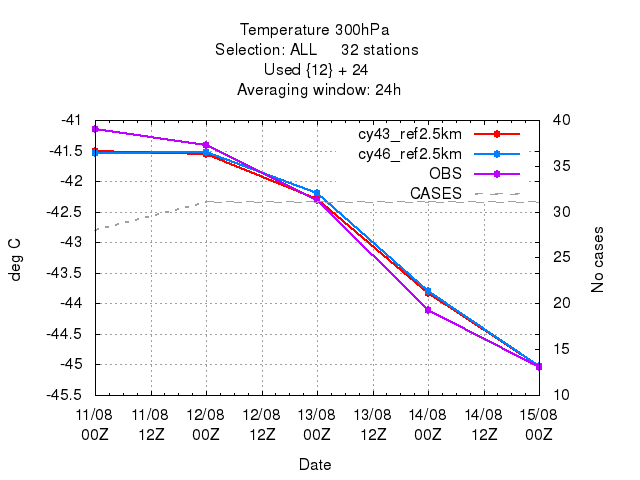 Temperature 300hPa
Selection: ALL 32 stations
Used {12} + 24
Averaging window: 24h
-41 40
cy43_ref2.5km
-41.5 cy46_ref2.5km 35
OBS
-42 CASES
-42.5 30
-43 25
deg C No cases
-43.5
-44 20
-44.5
-45 15
-45.5 10
11/08 11/08 12/08 12/08 13/08 13/08 14/08 14/08 15/08
00Z 12Z 00Z 12Z 00Z 12Z 00Z 12Z 00Z
Date